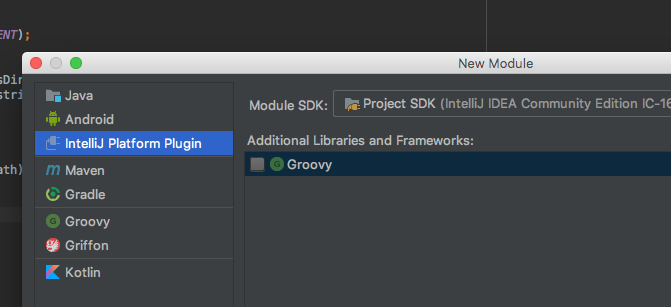 ENT);
New Module
sDir
stri
ath)
Java
Android
IntelliJ Platform Plugin
Maven
Gradle
Groovy
Griffon
Kotlin
Module SDK: Project SDK (IntelliJ IDEA Community Edition IC-16
Additional Libraries and Frameworks:
Groovy